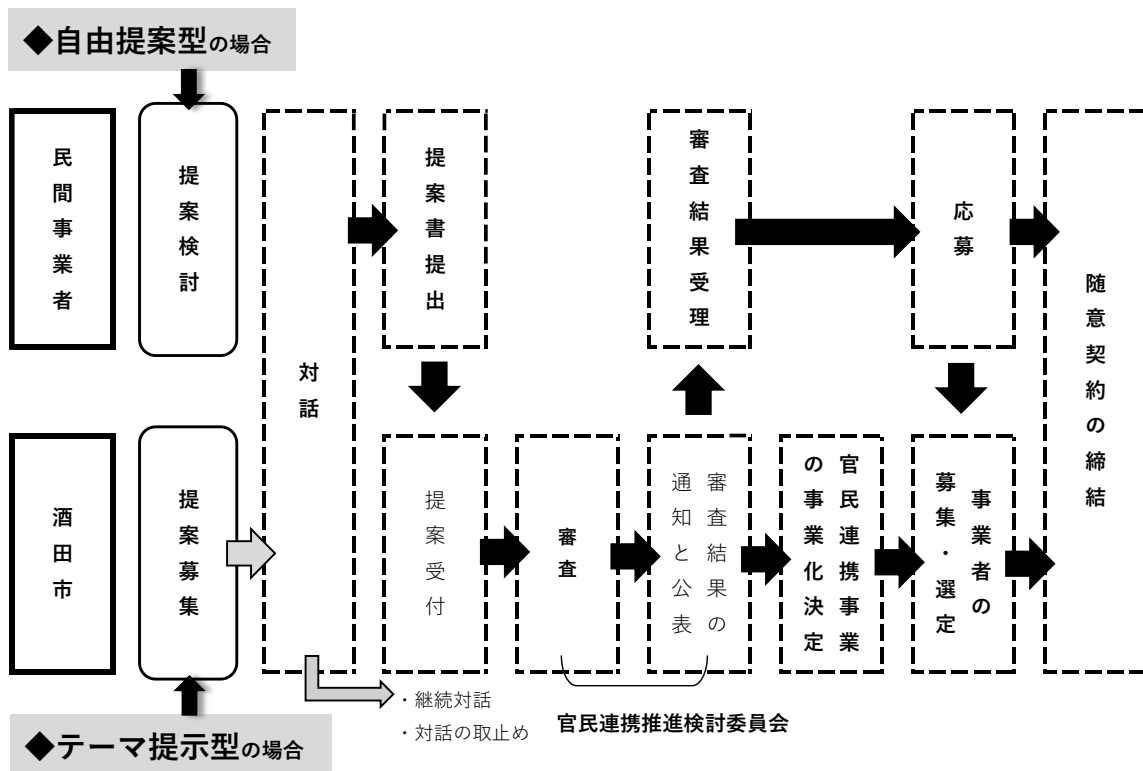 ◆自由提案型の場合
民間事業者
提案検討
対話
提案書提出
審査結果受理
応募
随意契約の締結
酒田市
提案募集
提案受付
審査
審査結果の
通知と公表
官民連携事業
の事業化決定
事業者の
募集・選定
・継続対話
・対話の取止め
官民連携推進検討委員会
◆テーマ提示型の場合